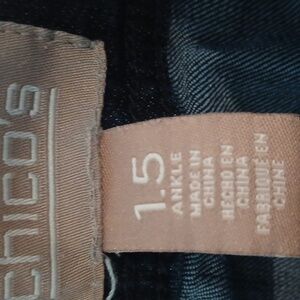 chico's
1.5
ANKLE
MADE IN
CHINA
HECHO EN
CHINA
FABRIQUÉ EN
CHINE